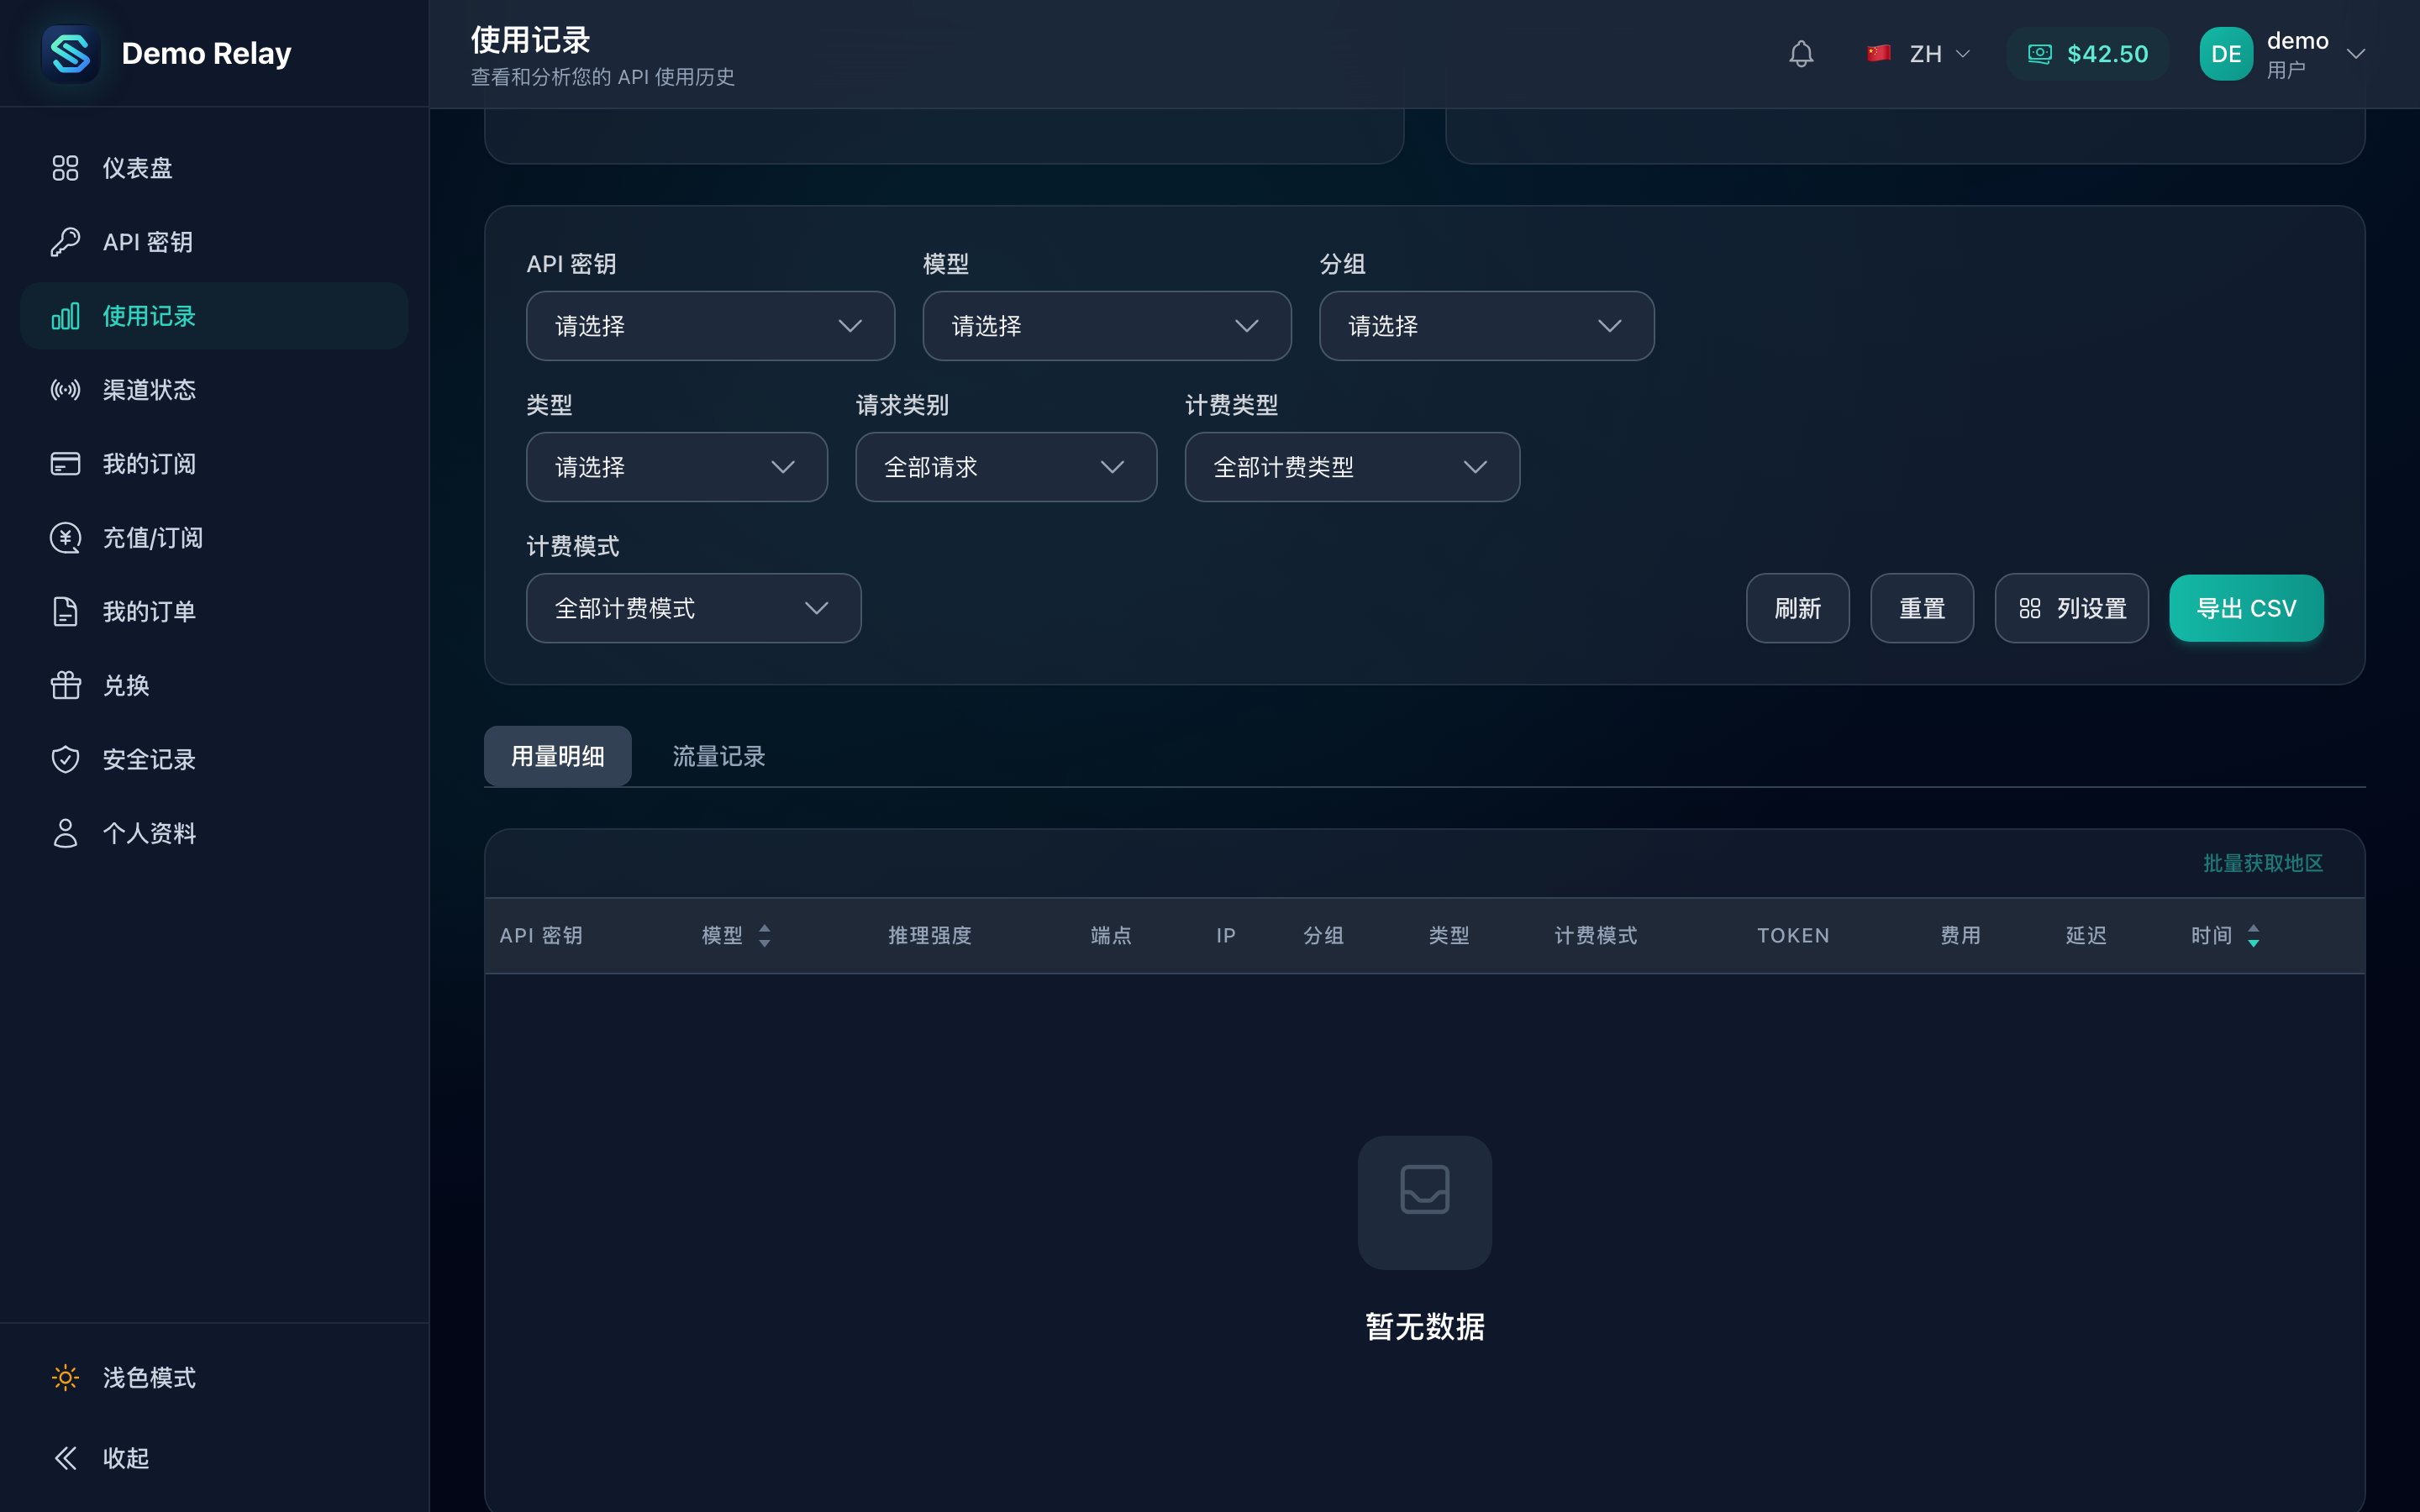 Demo Relay
使用记录
查看和分析您的 API 使用历史
ZH
$42.50
DE
demo
用户
仪表盘
API 密钥
使用记录
渠道状态
我的订阅
充值/订阅
我的订单
兑换
安全记录
个人资料
浅色模式
收起
API 密钥
模型
分组
请选择
请选择
请选择
类型
请求类别
计费类型
请选择
全部请求
全部计费类型
计费模式
全部计费模式
刷新
重置
列设置
导出 CSV
用量明细
流量记录
批量获取地区
API 密钥
模型
推理强度
端点
IP
分组
类型
计费模式
TOKEN
费用
延迟
时间
暂无数据